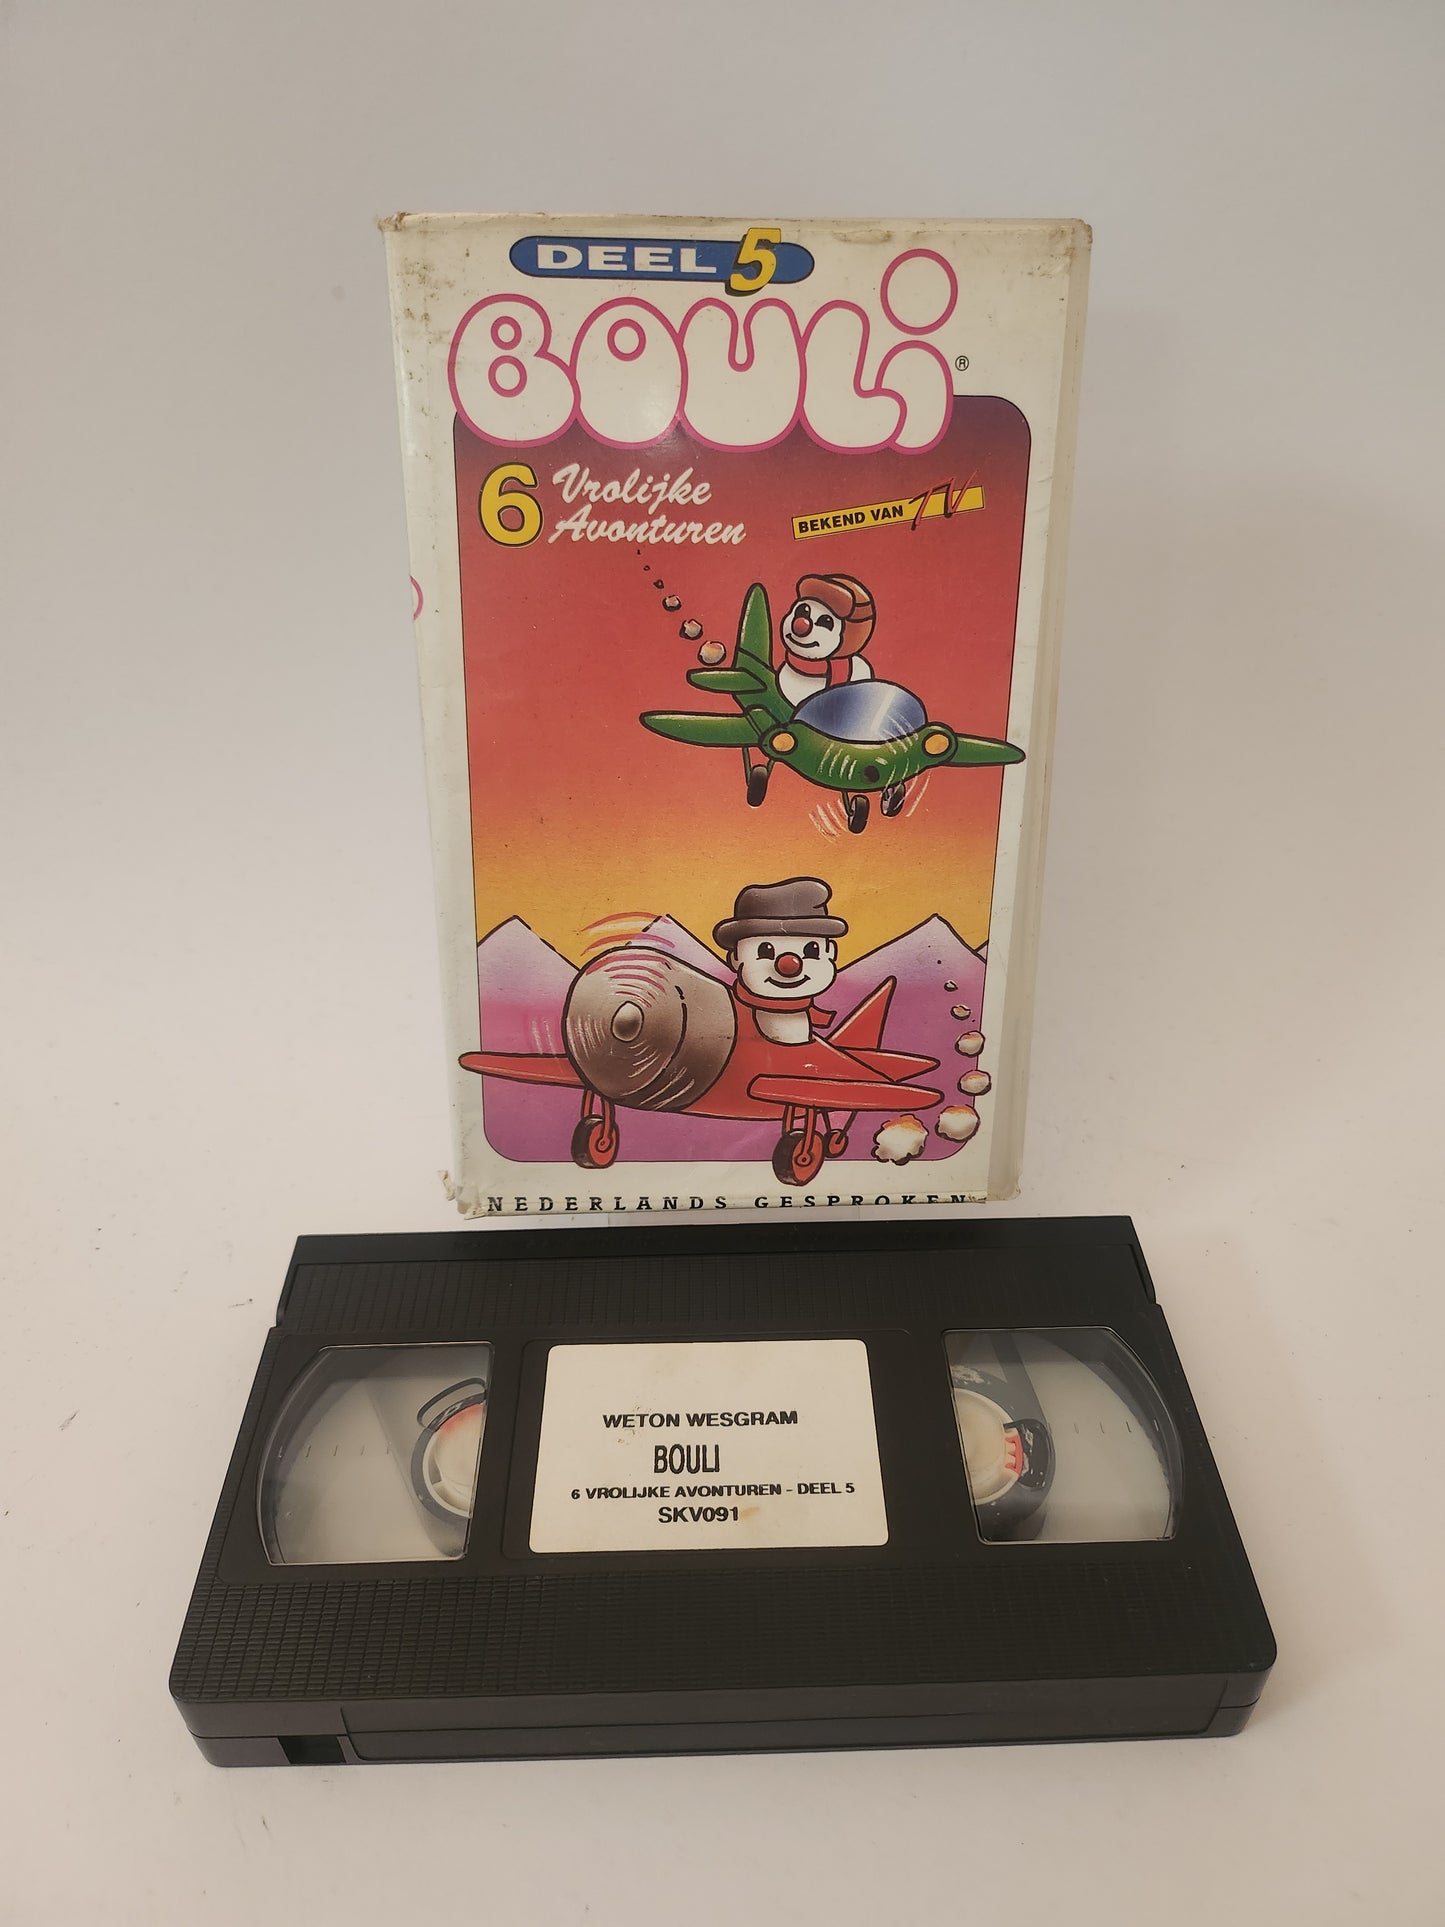 DEEL 5
BOULi ®
6 Vrolijke
Avonturen
BEKEND VAN TV
NEDERLANDS GESPROKEN
WETON WESGRAM
BOULI
6 VROLIJKE AVONTUREN - DEEL 5
SKV091